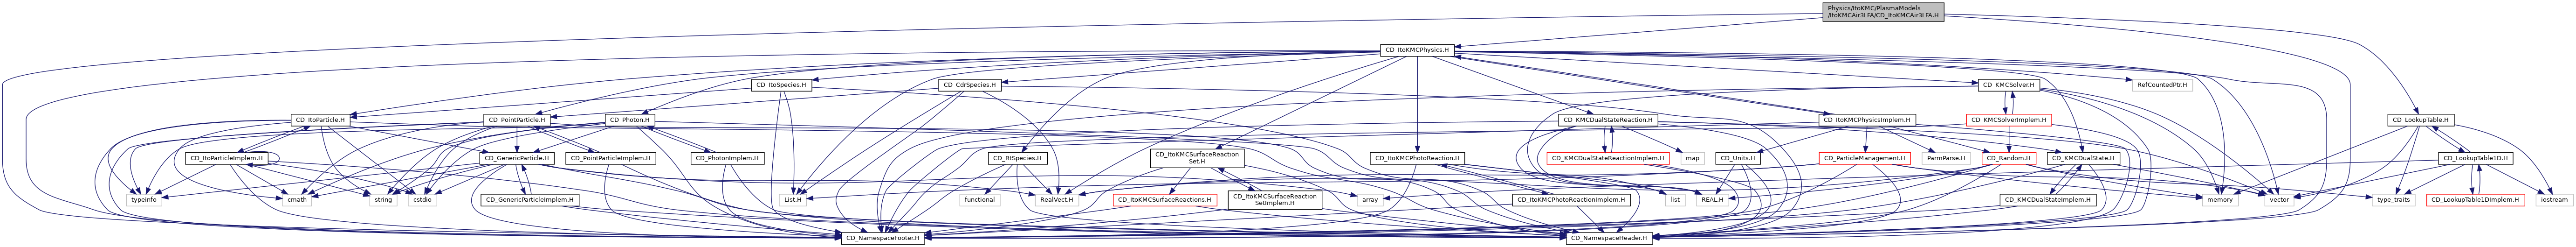 Physics/ItoKMC/PlasmaModels
/ItoKMCAir3LFA/CD_ItoKMCAir3LFA.H
CD_ItoKMCPhysics.H
CD_ItoSpecies.H
CD_CdrSpecies.H
CD_KMCSolver.H
RefCountedPtr.H
CD_ItoParticle.H
CD_PointParticle.H
CD_Photon.H
CD_KMCDualStateReaction.H
CD_ItoKMCPhysicsImplem.H
CD_KMCSolverImplem.H
CD_LookupTable.H
CD_ItoParticleImplem.H
CD_GenericParticle.H
CD_PointParticleImplem.H
CD_PhotonImplem.H
CD_RtSpecies.H
CD_ItoKMCSurfaceReaction
Set.H
CD_ItoKMCPhotoReaction.H
CD_KMCDualStateReactionImplem.H
map
CD_Units.H
CD_ParticleManagement.H
ParmParse.H
CD_Random.H
CD_KMCDualState.H
CD_LookupTable1D.H
typeinfo
cmath
string
cstdio
CD_GenericParticleImplem.H
List.H
functional
RealVect.H
array
CD_ItoKMCSurfaceReactions.H
CD_ItoKMCSurfaceReaction
SetImplem.H
CD_ItoKMCPhotoReactionImplem.H
list
REAL.H
CD_KMCDualStateImplem.H
memory
vector
type_traits
CD_LookupTable1DImplem.H
iostream
CD_NamespaceFooter.H
CD_NamespaceHeader.H